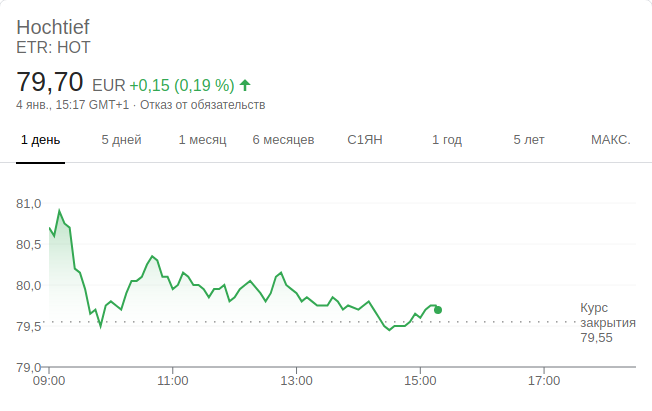 Hochtief
ETR: HOT
79,70 EUR +0,15 (0,19 %)
4 янв., 15:17 GMT+1 · Отказ от обязательств
1 день 5 дней 1 месяц 6 месяцев С1ЯН 1 год 5 лет МАКС.
81,0
80,5
80,0
79,5
79,0
Курс
закрытия
79,55
09:00 11:00 13:00 15:00 17:00